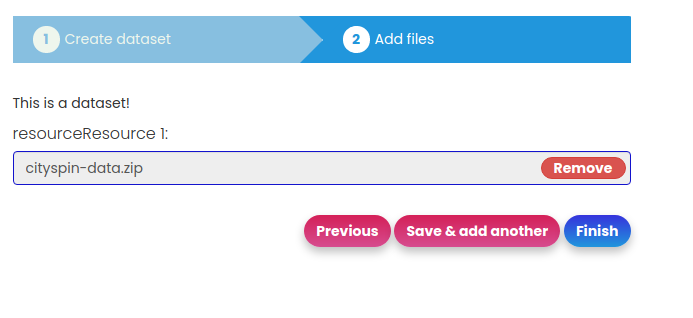 1 Create dataset 2 Add files
This is a dataset!
resourceResource 1:
cityspin-data.zip Remove
Previous Save & add another Finish